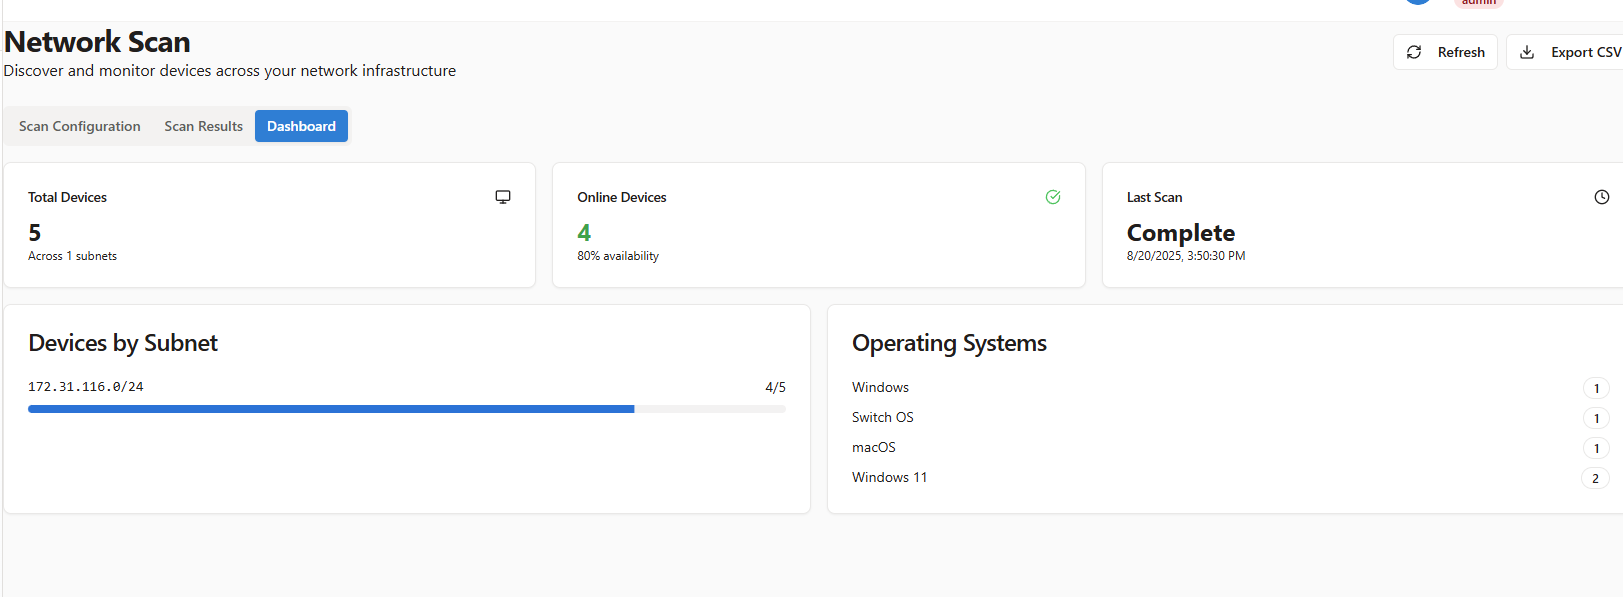 admin
Network Scan
Discover and monitor devices across your network infrastructure
Refresh
Export CSV
Scan Configuration
Scan Results
Dashboard
Total Devices
5
Across 1 subnets
Online Devices
4
80% availability
Last Scan
Complete
8/20/2025, 3:50:30 PM
Devices by Subnet
172.31.116.0/24 4/5
Operating Systems
Windows 1
Switch OS 1
macOS 1
Windows 11 2